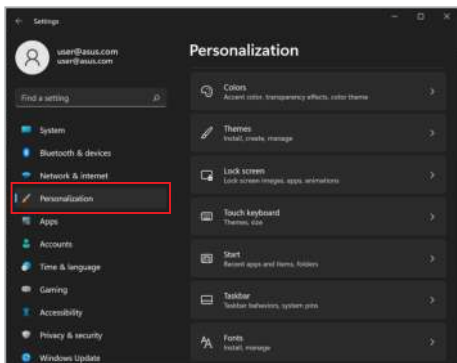 Settings
user@asus.com
user@asus.com
Find a setting
System
Bluetooth & devices
Network & internet
Personalization
Apps
Accounts
Time & language
Gaming
Accessibility
Privacy & security
Windows Update
Personalization
Colors
Accent color, transparency effects, color theme
Themes
Install, create, manage
Lock screen
Lock screen images, apps, animations
Touch keyboard
Themes, size
Start
Recent apps and items, folders
Taskbar
Taskbar behaviors, system pins
Fonts
Install, manage